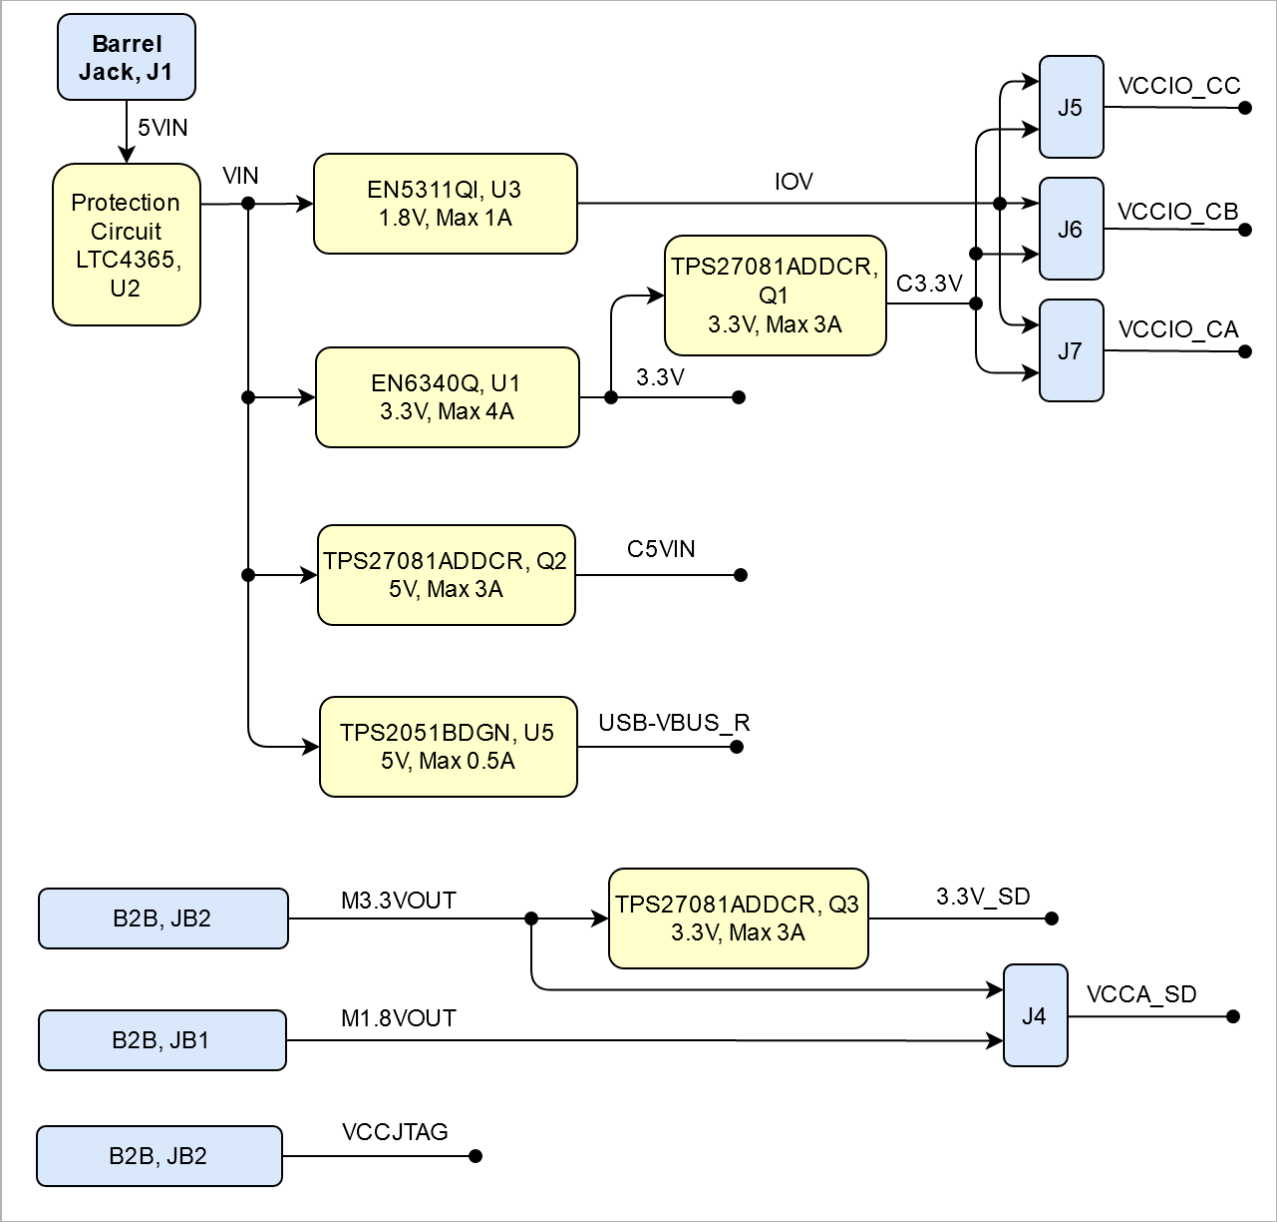 Barrel
Jack, J1
5VIN
Protection
Circuit
LTC4365,
U2
VIN
EN5311QI, U3
1.8V, Max 1A
IOV
J5
VCCIO_CC
J6
VCCIO_CB
J7
VCCIO_CA
TPS27081ADDCR,
Q1
3.3V, Max 3A
C3.3V
EN6340Q, U1
3.3V, Max 4A
3.3V
TPS27081ADDCR, Q2
5V, Max 3A
C5VIN
TPS2051BDGN, U5
5V, Max 0.5A
USB-VBUS_R
B2B, JB2
M3.3VOUT
TPS27081ADDCR, Q3
3.3V, Max 3A
3.3V_SD
B2B, JB1
M1.8VOUT
J4
VCCA_SD
B2B, JB2
VCCJTAG